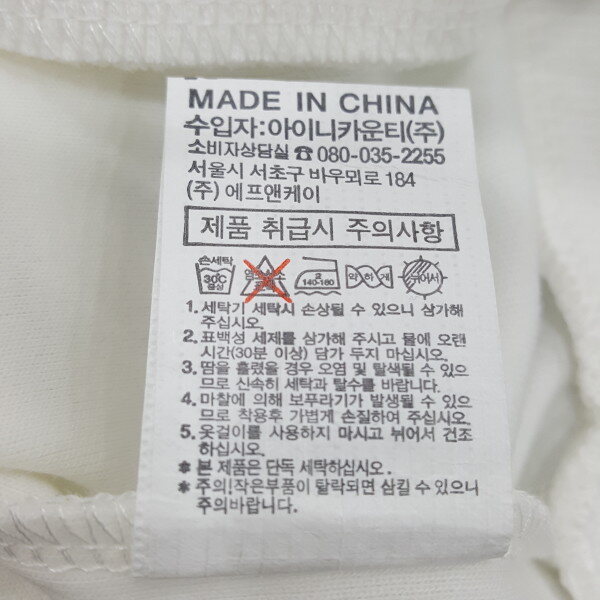 MADE IN CHINA
수입자:아이니카운티(주)
소비자상담실 ☎ 080-035-2255
서울시 서초구 바우뫼로 184
(주) 에프앤케이
제품 취급시 주의사항
손세탁
30℃
중성
염소
표백
2
140-160
약하게
뉘어서
1. 세탁기 세탁시 손상될 수 있으니 삼가해
주십시오.
2. 표백성 세제를 삼가해 주시고 물에 오랜
시간(30분 이상) 담가 두지 마십시오.
3. 땀을 흘렸을 경우 오염 및 탈색될 수 있으
므로 신속히 세탁과 탈수를 바랍니다.
4. 마찰에 의해 보푸라기가 발생될 수 있으
므로 착용후 가볍게 손질하여 주십시오.
5. 옷걸이를 사용하지 마시고 뉘어서 건조
하십시오.
* 본 제품은 단독 세탁하십시오.
* 주의!작은부품이 탈락되면 삼킬 수 있으니
주의바랍니다.